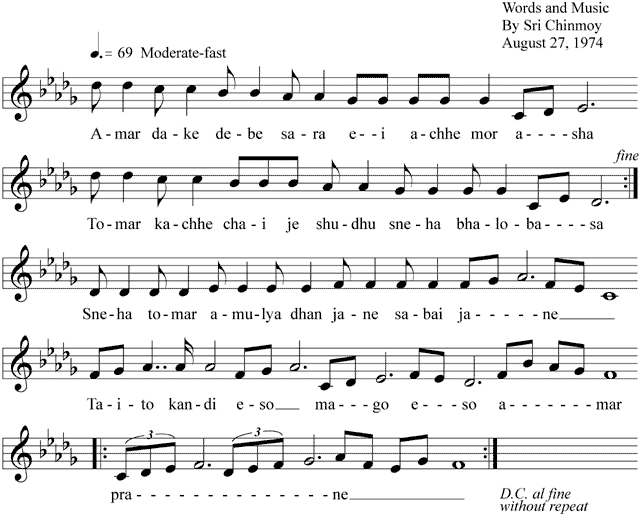 Words and Music
By Sri Chinmoy
August 27, 1974
= 69 Moderate-fast
A-mar da-ke de-be sa-ra e--i a-chhe mor a----sha
fine
To-mar ka-chhe cha-i je shu-dhu sne-ha bha-lo-ba----sa
Sne-ha to-mar a-mu-lya dhan ja-ne sa-bai ja----ne
Ta-i-to kan-di e-so ma---go e---so a------mar
3 3
pra - - - - - - - - - - - - - - - - ne
D.C. al fine
without repeat